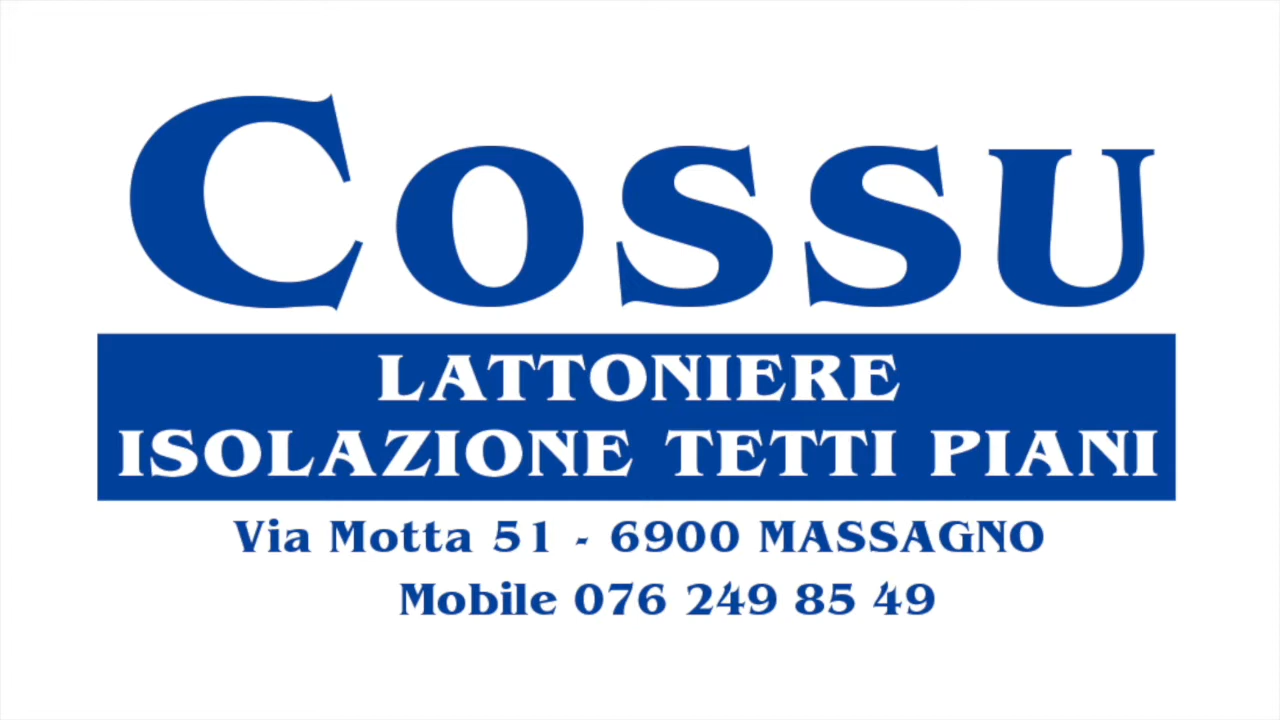 COSSU
LATTONIERE
ISOLAZIONE TETTI PIANI
Via Motta 51 - 6900 MASSAGNO
Mobile 076 249 85 49